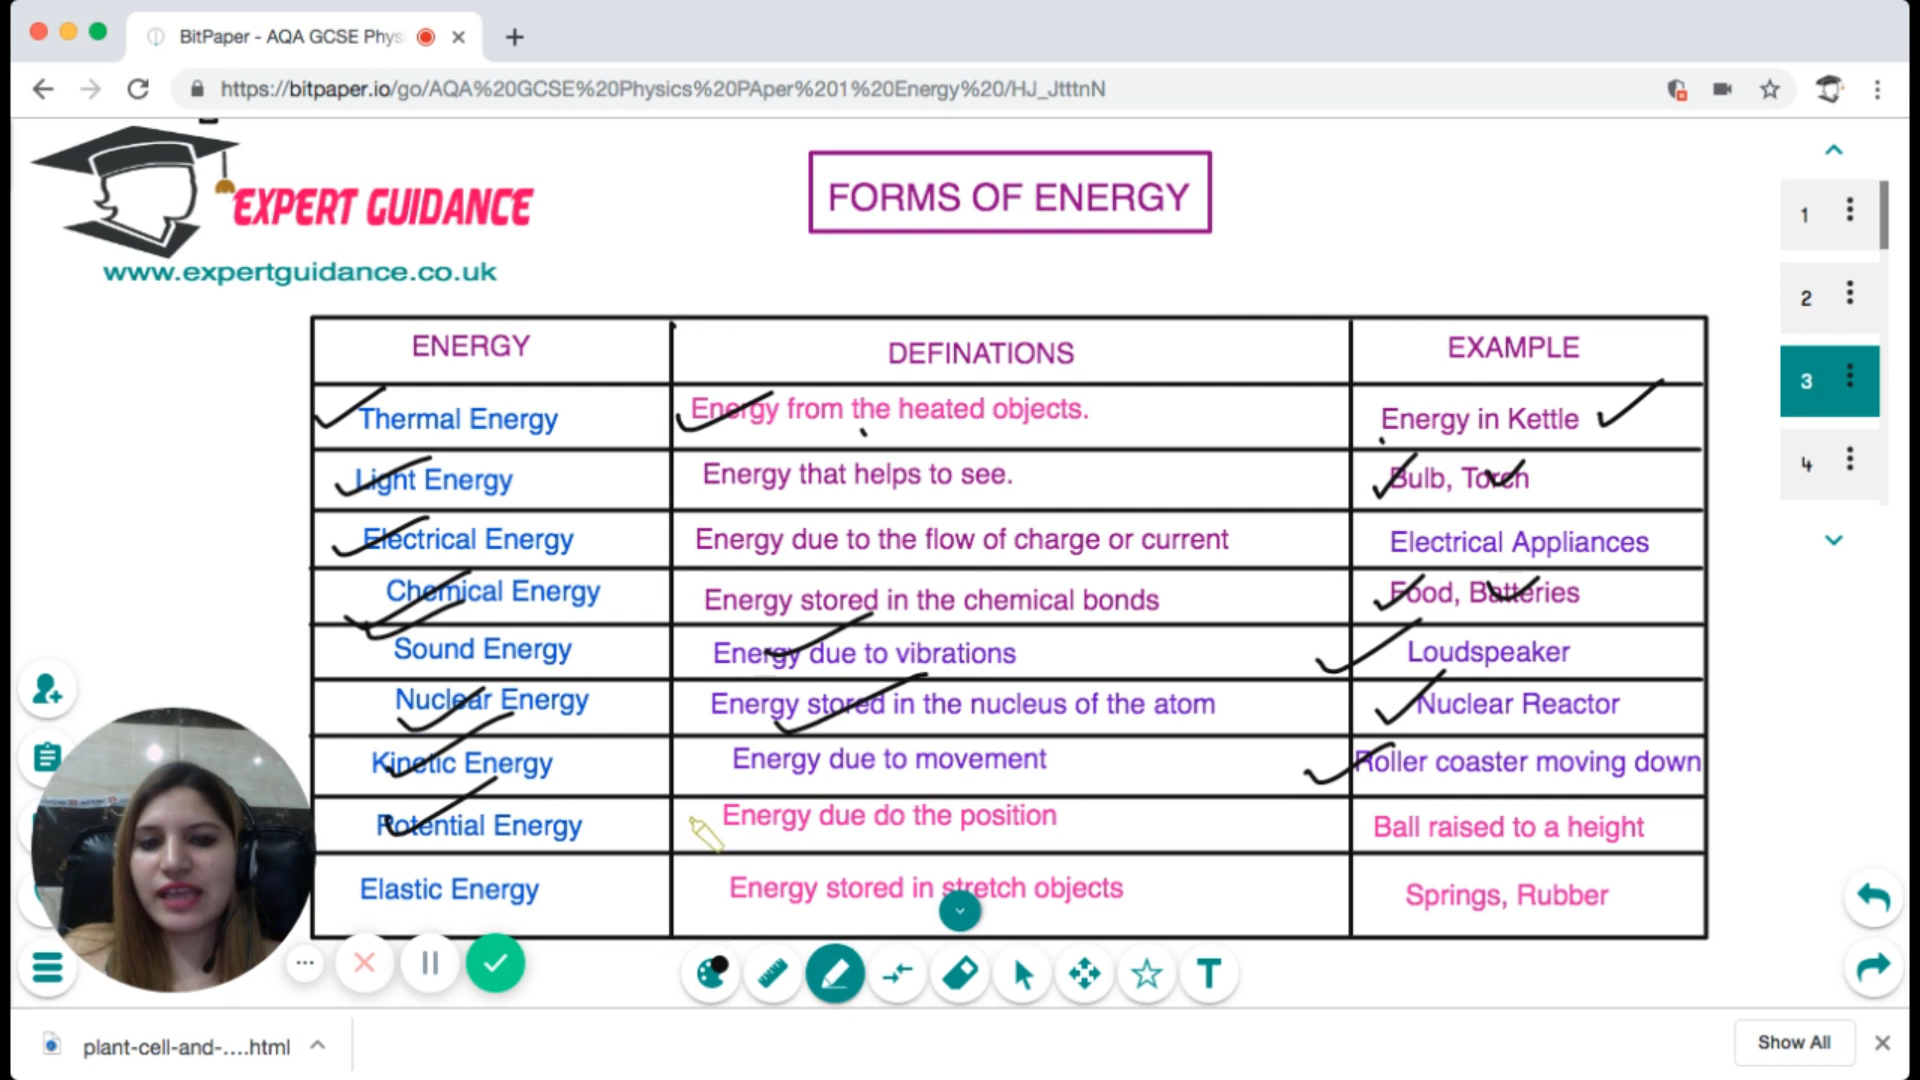 BitPaper - AQA GCSE Phys
https://bitpaper.io/go/AQA%20GCSE%20Physics%20PAper%201%20Energy%20/HJ_JtttnN
EXPERT GUIDANCE
www.expertguidance.co.uk
FORMS OF ENERGY
1
2
3
4
ENERGY DEFINATIONS EXAMPLE
Thermal Energy Energy from the heated objects. Energy in Kettle
Light Energy Energy that helps to see. Bulb, Torch
Electrical Energy Energy due to the flow of charge or current Electrical Appliances
Chemical Energy Energy stored in the chemical bonds Food, Batteries
Sound Energy Energy due to vibrations Loudspeaker
Nuclear Energy Energy stored in the nucleus of the atom Nuclear Reactor
Kinetic Energy Energy due to movement Roller coaster moving down
Potential Energy Energy due do the position Ball raised to a height
Elastic Energy Energy stored in stretch objects Springs, Rubber
T
plant-cell-and-....html
Show All